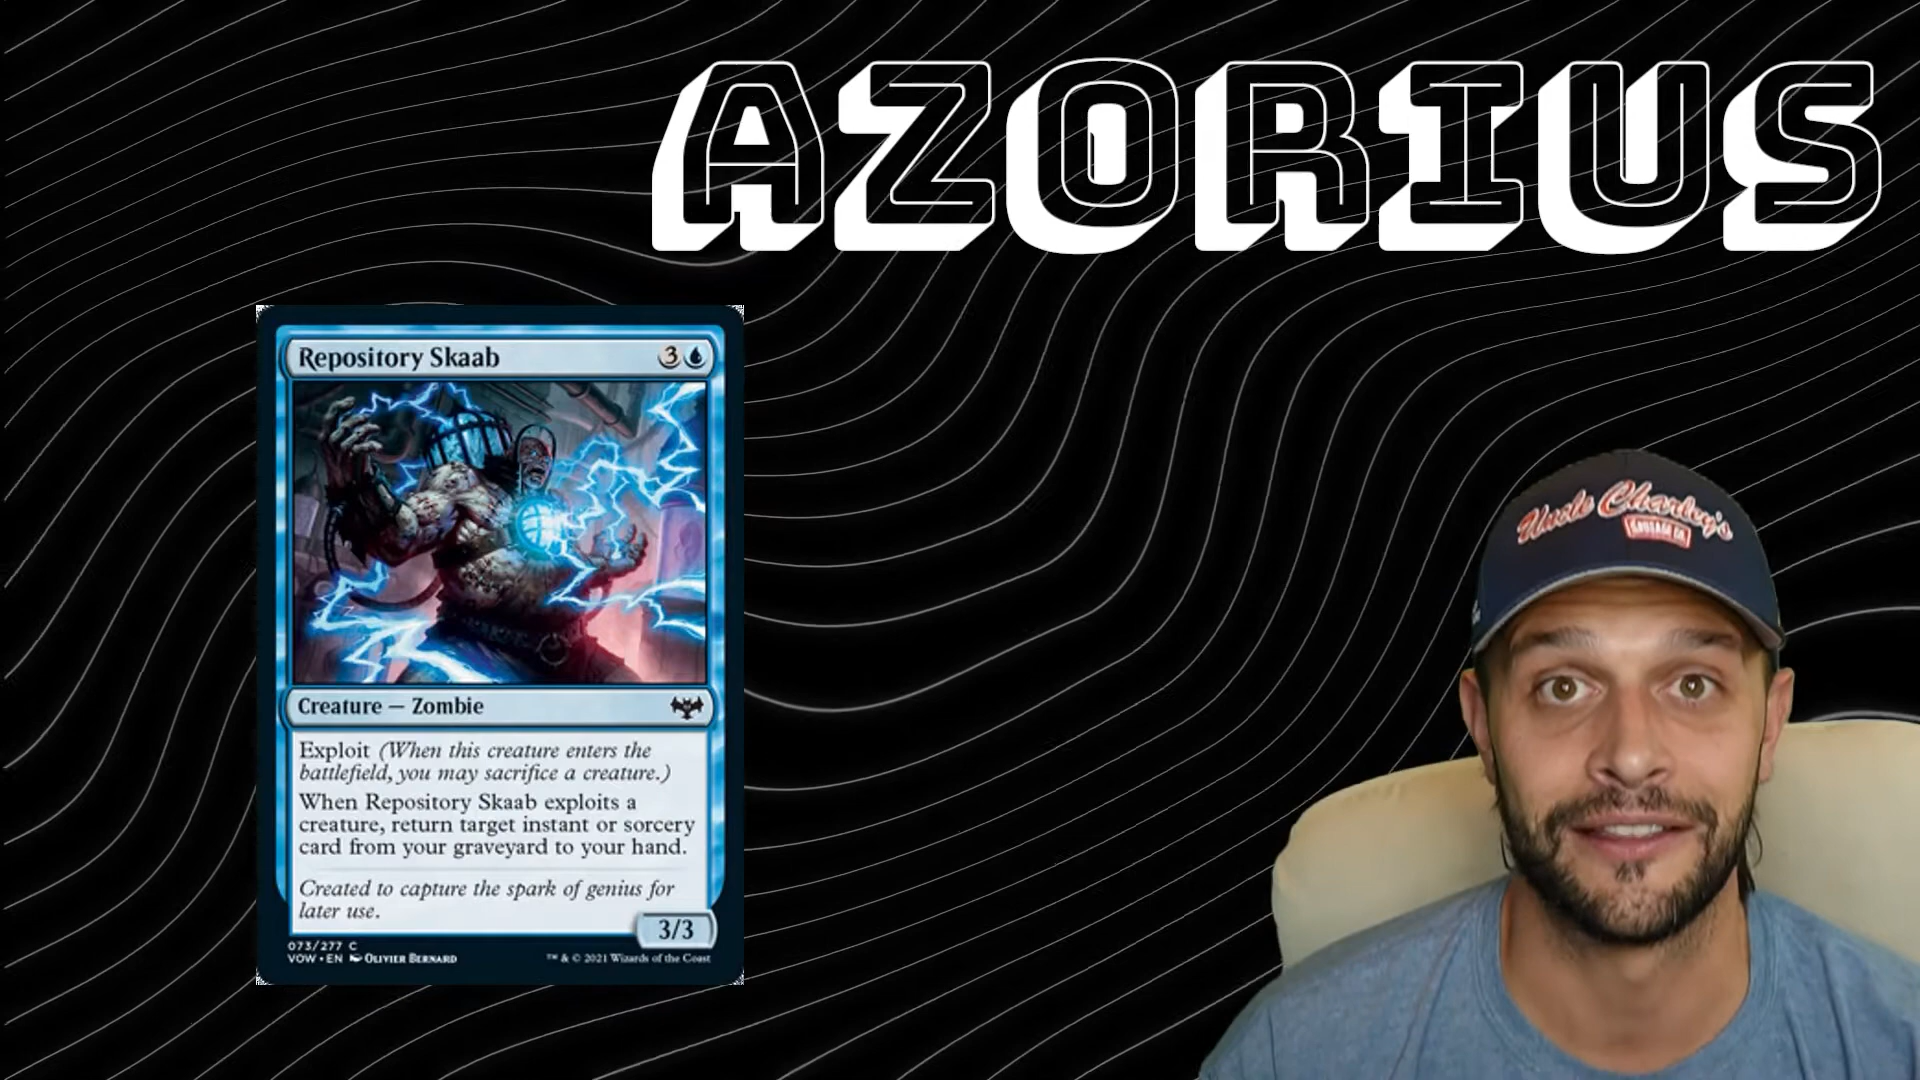 AZORIUS
Repository Skaab 3
Creature — Zombie
Exploit (When this creature enters the
battlefield, you may sacrifice a creature.)
When Repository Skaab exploits a
creature, return target instant or sorcery
card from your graveyard to your hand.
Created to capture the spark of genius for
later use.
3/3
073/277 C
VOW • EN Olivier Bernard
™ & © 2021 Wizards of the Coast
Uncle Charley's
SAUSAGE CO.